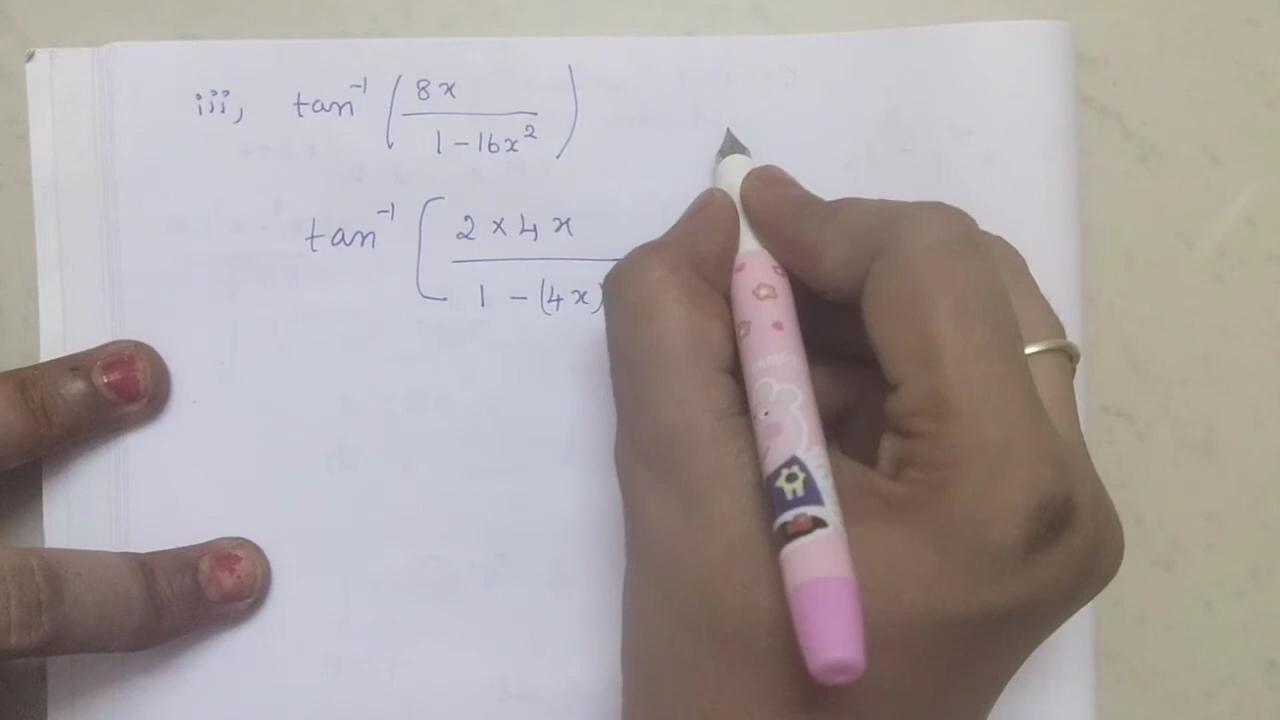 iii, tan⁻¹ ( 8x / 1-16x² )
tan⁻¹ [ 2 × 4x / 1 - (4x)